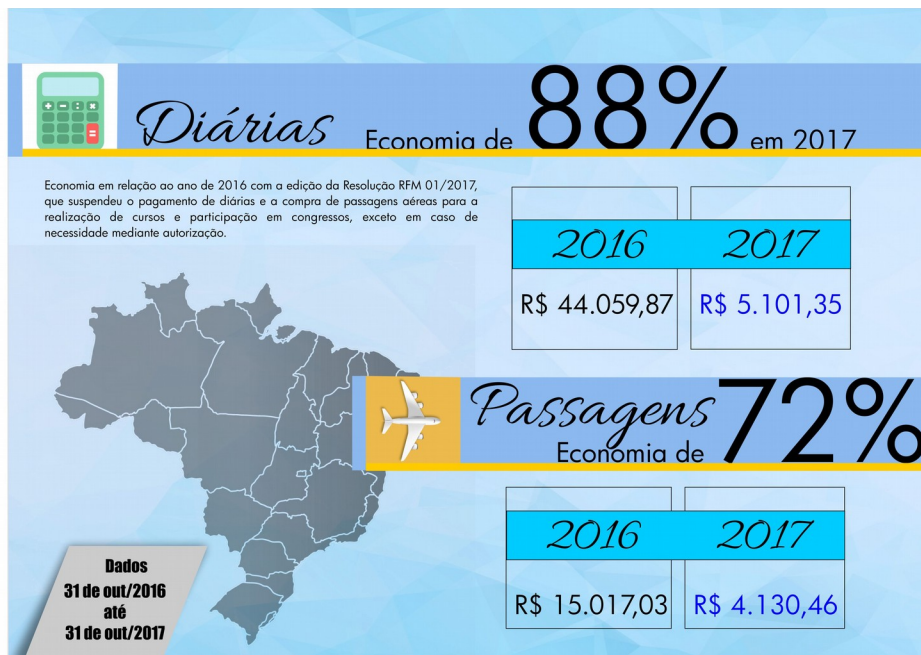 Diárias Economia de 88% em 2017
Economia em relação ao ano de 2016 com a edição da Resolução RFM 01/2017,
que suspendeu o pagamento de diárias e a compra de passagens aéreas para a
realização de cursos e participação em congressos, exceto em caso de
necessidade mediante autorização.
2016 2017
R$ 44.059,87 R$ 5.101,35
Passagens 72%
Economia de
2016 2017
R$ 15.017,03 R$ 4.130,46
Dados
31 de out/2016
até
31 de out/2017